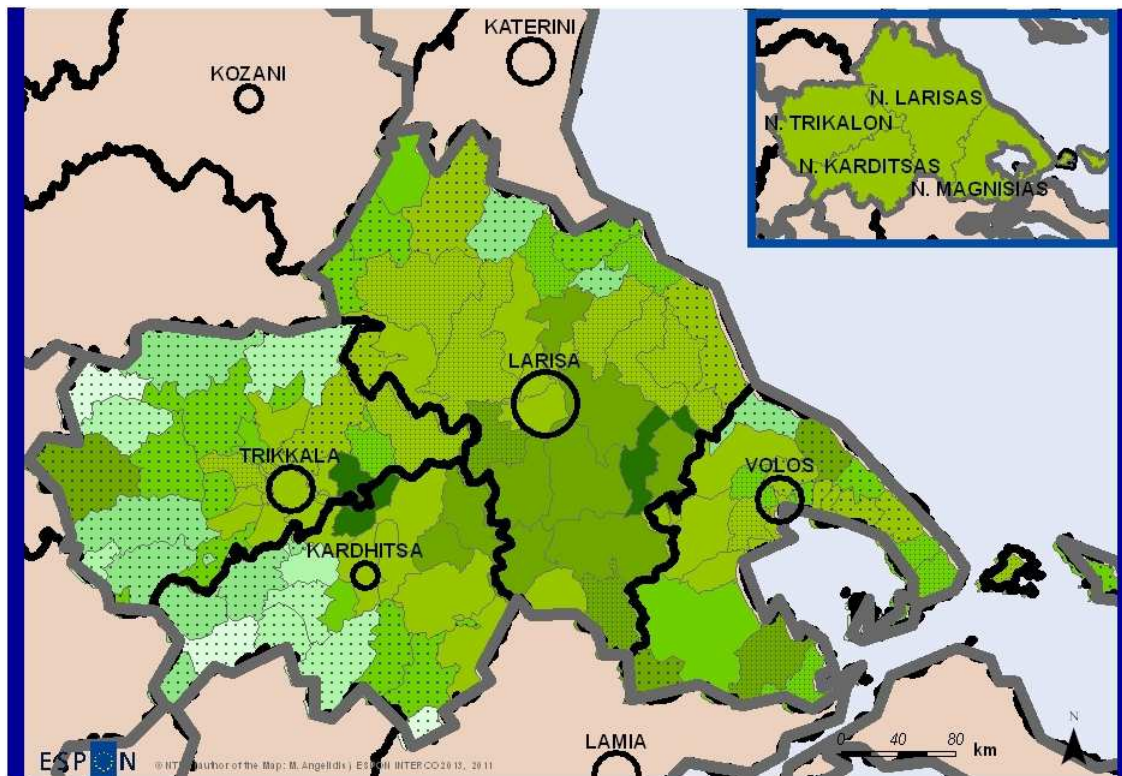 KATERINI
KOZANI
N. LARISAS
N. TRIKALON
N. KARDITSAS
N. MAGNISIAS
LARISA
TRIKKALA
VOLOS
KARDHITSA
LAMIA
N
0 40 80
km
ESPON
author of the Map: M. Angelidis ESPON INTERCO 2013, 2011